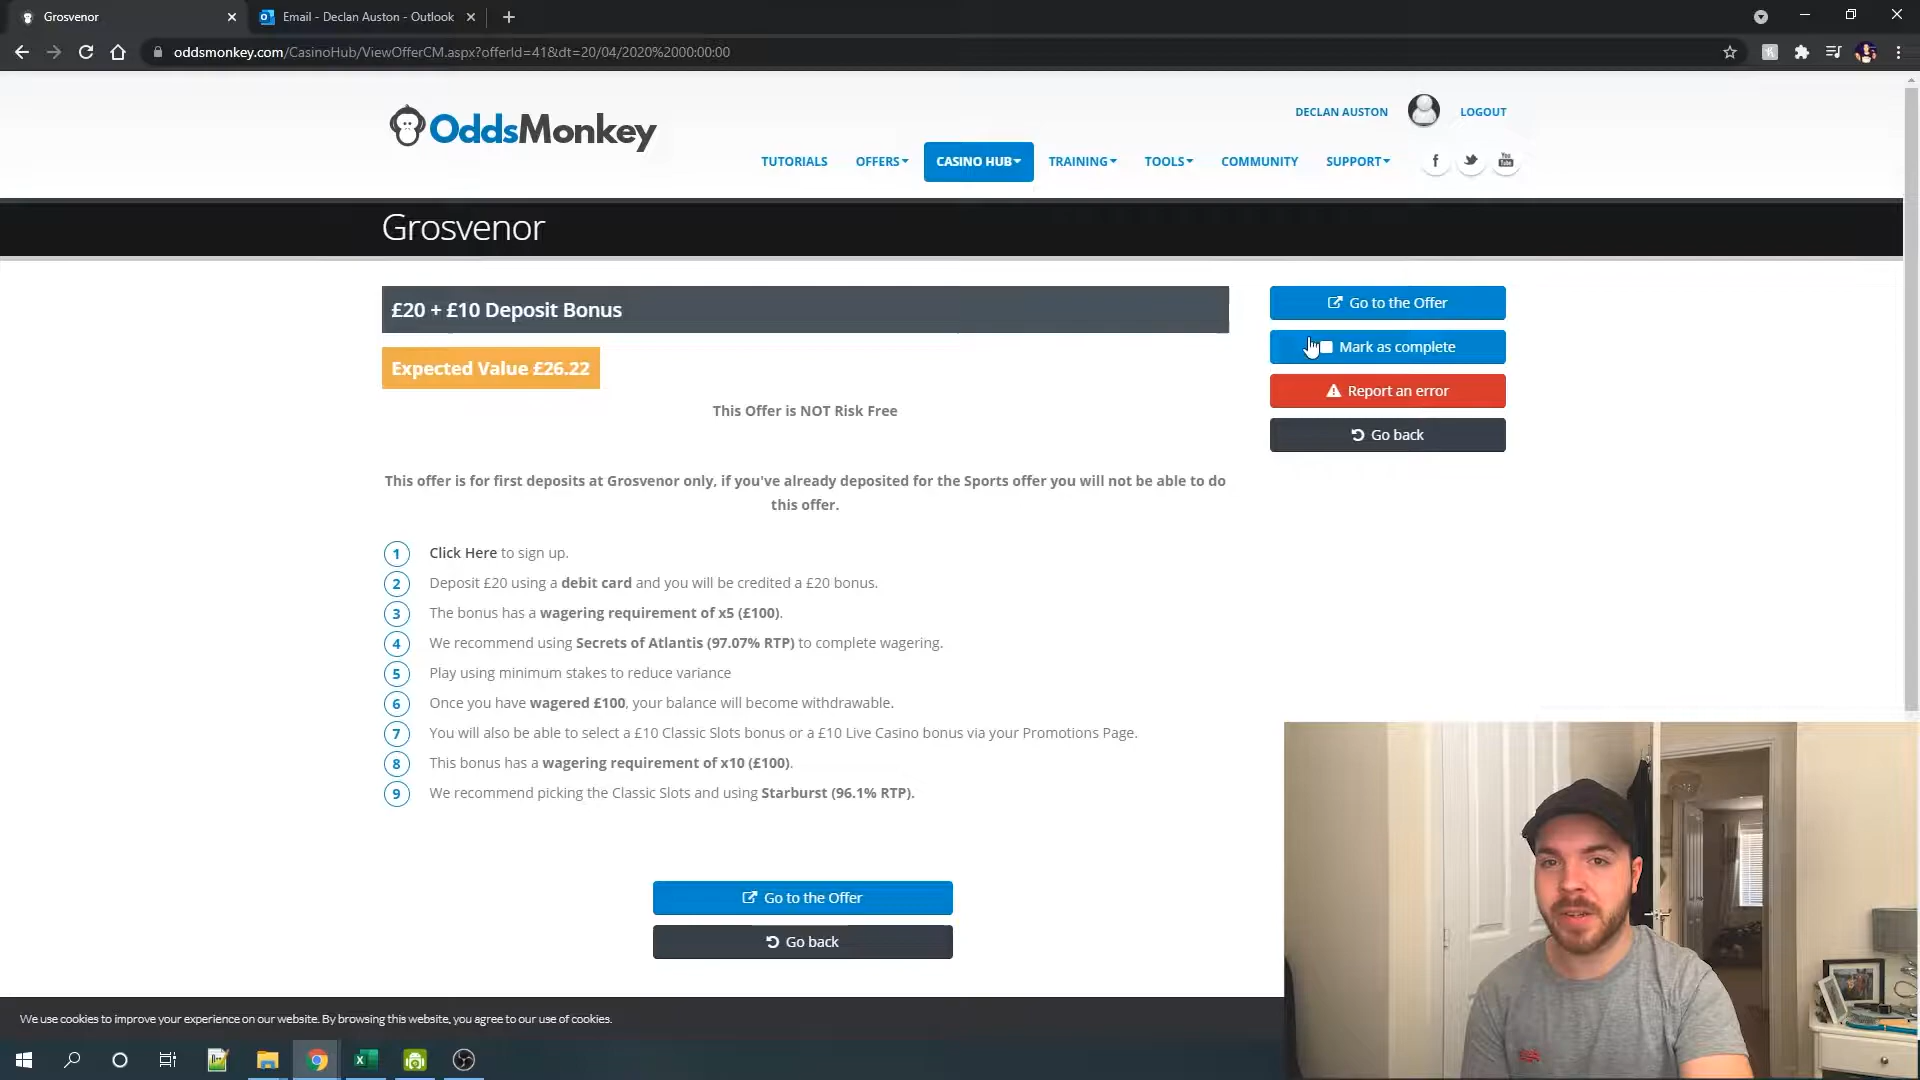 Grosvenor
Email - Declan Auston - Outlook
oddsmonkey.com/CasinoHub/ViewOfferCM.aspx?offerId=41&dt=20/04/2020%2000:00:00
OddsMonkey
DECLAN AUSTON
LOGOUT
TUTORIALS
OFFERS
CASINO HUB
TRAINING
TOOLS
COMMUNITY
SUPPORT
You Tube
Grosvenor
£20 + £10 Deposit Bonus
Expected Value £26.22
This Offer is NOT Risk Free
This offer is for first deposits at Grosvenor only, if you've already deposited for the Sports offer you will not be able to do
this offer.
1 Click Here to sign up.
2 Deposit £20 using a debit card and you will be credited a £20 bonus.
3 The bonus has a wagering requirement of x5 (£100).
4 We recommend using Secrets of Atlantis (97.07% RTP) to complete wagering.
5 Play using minimum stakes to reduce variance
6 Once you have wagered £100, your balance will become withdrawable.
7 You will also be able to select a £10 Classic Slots bonus or a £10 Live Casino bonus via your Promotions Page.
8 This bonus has a wagering requirement of x10 (£100).
9 We recommend picking the Classic Slots and using Starburst (96.1% RTP).
Go to the Offer
Mark as complete
Report an error
Go back
Go to the Offer
Go back
We use cookies to improve your experience on our website. By browsing this website, you agree to our use of cookies.